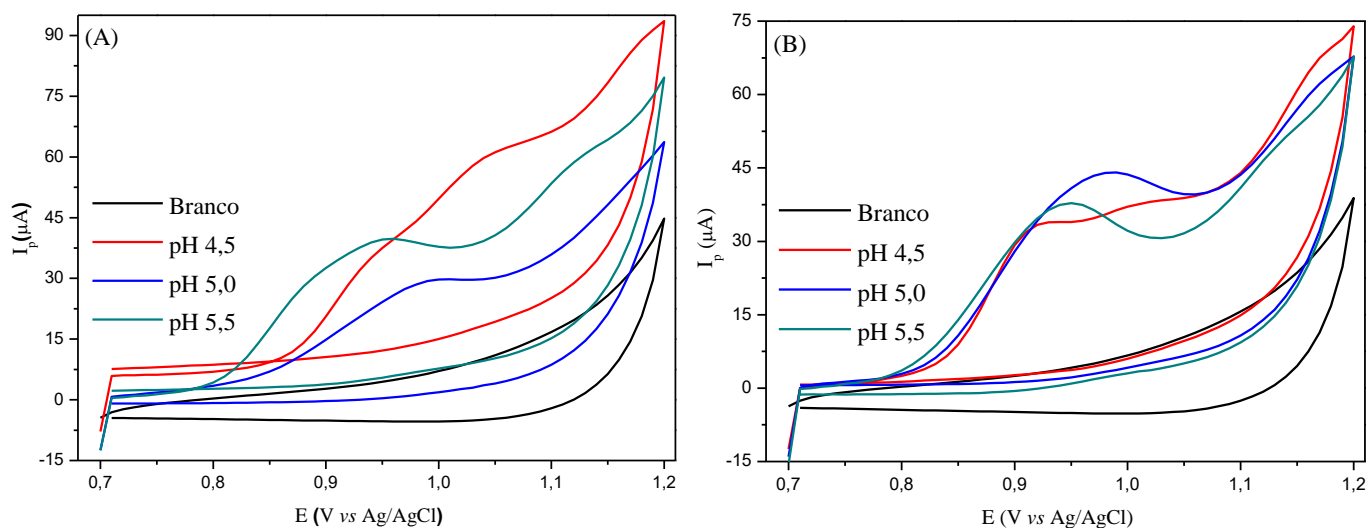 (A)
I_p (µA)
90
75
60
45
30
15
0
-15
Branco
pH 4,5
pH 5,0
pH 5,5
0,7 0,8 0,9 1,0 1,1 1,2
E (V vs Ag/AgCl)
(B)
I_p (µA)
75
60
45
30
15
0
-15
Branco
pH 4,5
pH 5,0
pH 5,5
0,7 0,8 0,9 1,0 1,1 1,2
E (V vs Ag/AgCl)